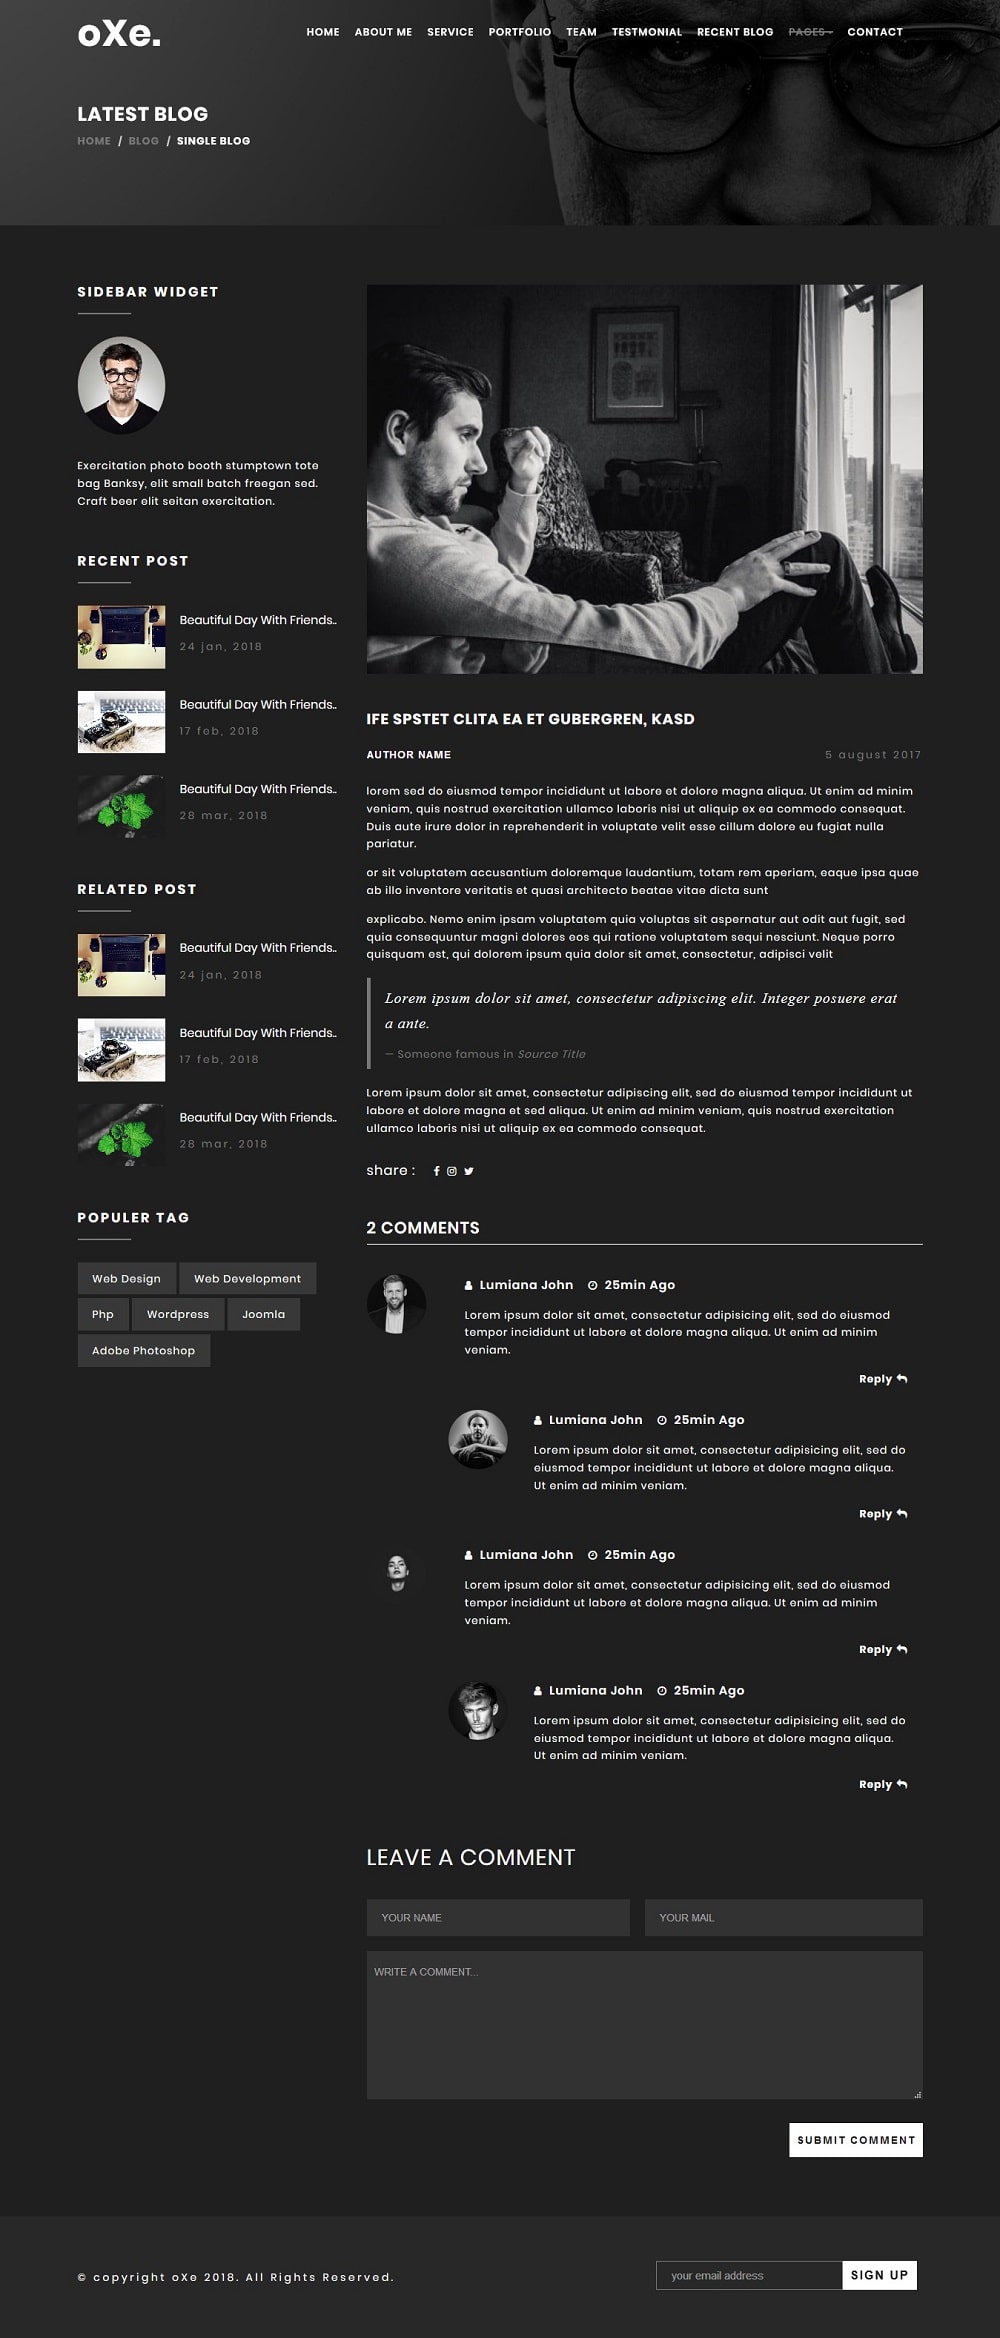 oXe.
HOME ABOUT ME SERVICE PORTFOLIO TEAM TESTMONIAL RECENT BLOG PAGES CONTACT
LATEST BLOG
HOME / BLOG / SINGLE BLOG
SIDEBAR WIDGET
Exercitation photo booth stumptown tote
bag Banksy, elit small batch freegan sed.
Craft beer elit seitan exercitation.
RECENT POST
Beautiful Day With Friends..
24 jan, 2018
Beautiful Day With Friends..
17 feb, 2018
Beautiful Day With Friends..
28 mar, 2018
RELATED POST
Beautiful Day With Friends..
24 jan, 2018
Beautiful Day With Friends..
17 feb, 2018
Beautiful Day With Friends..
28 mar, 2018
POPULER TAG
Web Design Web Development
Php Wordpress Joomla
Adobe Photoshop
IFE SPSTET CLITA EA ET GUBERGREN, KASD
AUTHOR NAME 5 august 2017
lorem sed do eiusmod tempor incididunt ut labore et dolore magna aliqua. Ut enim ad minim
veniam, quis nostrud exercitation ullamco laboris nisi ut aliquip ex ea commodo consequat.
Duis aute irure dolor in reprehenderit in voluptate velit esse cillum dolore eu fugiat nulla
pariatur.
or sit voluptatem accusantium doloremque laudantium, totam rem aperiam, eaque ipsa quae
ab illo inventore veritatis et quasi architecto beatae vitae dicta sunt
explicabo. Nemo enim ipsam voluptatem quia voluptas sit aspernatur aut odit aut fugit, sed
quia consequuntur magni dolores eos qui ratione voluptatem sequi nesciunt. Neque porro
quisquam est, qui dolorem ipsum quia dolor sit amet, consectetur, adipisci velit
Lorem ipsum dolor sit amet, consectetur adipiscing elit. Integer posuere erat
a ante.
— Someone famous in Source Title
Lorem ipsum dolor sit amet, consectetur adipiscing elit, sed do eiusmod tempor incididunt ut
labore et dolore magna et sed aliqua. Ut enim ad minim veniam, quis nostrud exercitation
ullamco laboris nisi ut aliquip ex ea commodo consequat.
share :
2 COMMENTS
Lumiana John 25min Ago
Lorem ipsum dolor sit amet, consectetur adipisicing elit, sed do eiusmod
tempor incididunt ut labore et dolore magna aliqua. Ut enim ad minim
veniam.
Reply
Lumiana John 25min Ago
Lorem ipsum dolor sit amet, consectetur adipisicing elit, sed do
eiusmod tempor incididunt ut labore et dolore magna aliqua.
Ut enim ad minim veniam.
Reply
Lumiana John 25min Ago
Lorem ipsum dolor sit amet, consectetur adipisicing elit, sed do eiusmod
tempor incididunt ut labore et dolore magna aliqua. Ut enim ad minim
veniam.
Reply
Lumiana John 25min Ago
Lorem ipsum dolor sit amet, consectetur adipisicing elit, sed do
eiusmod tempor incididunt ut labore et dolore magna aliqua.
Ut enim ad minim veniam.
Reply
LEAVE A COMMENT
YOUR NAME YOUR MAIL
WRITE A COMMENT...
SUBMIT COMMENT
© copyright oXe 2018. All Rights Reserved.
your email address SIGN UP